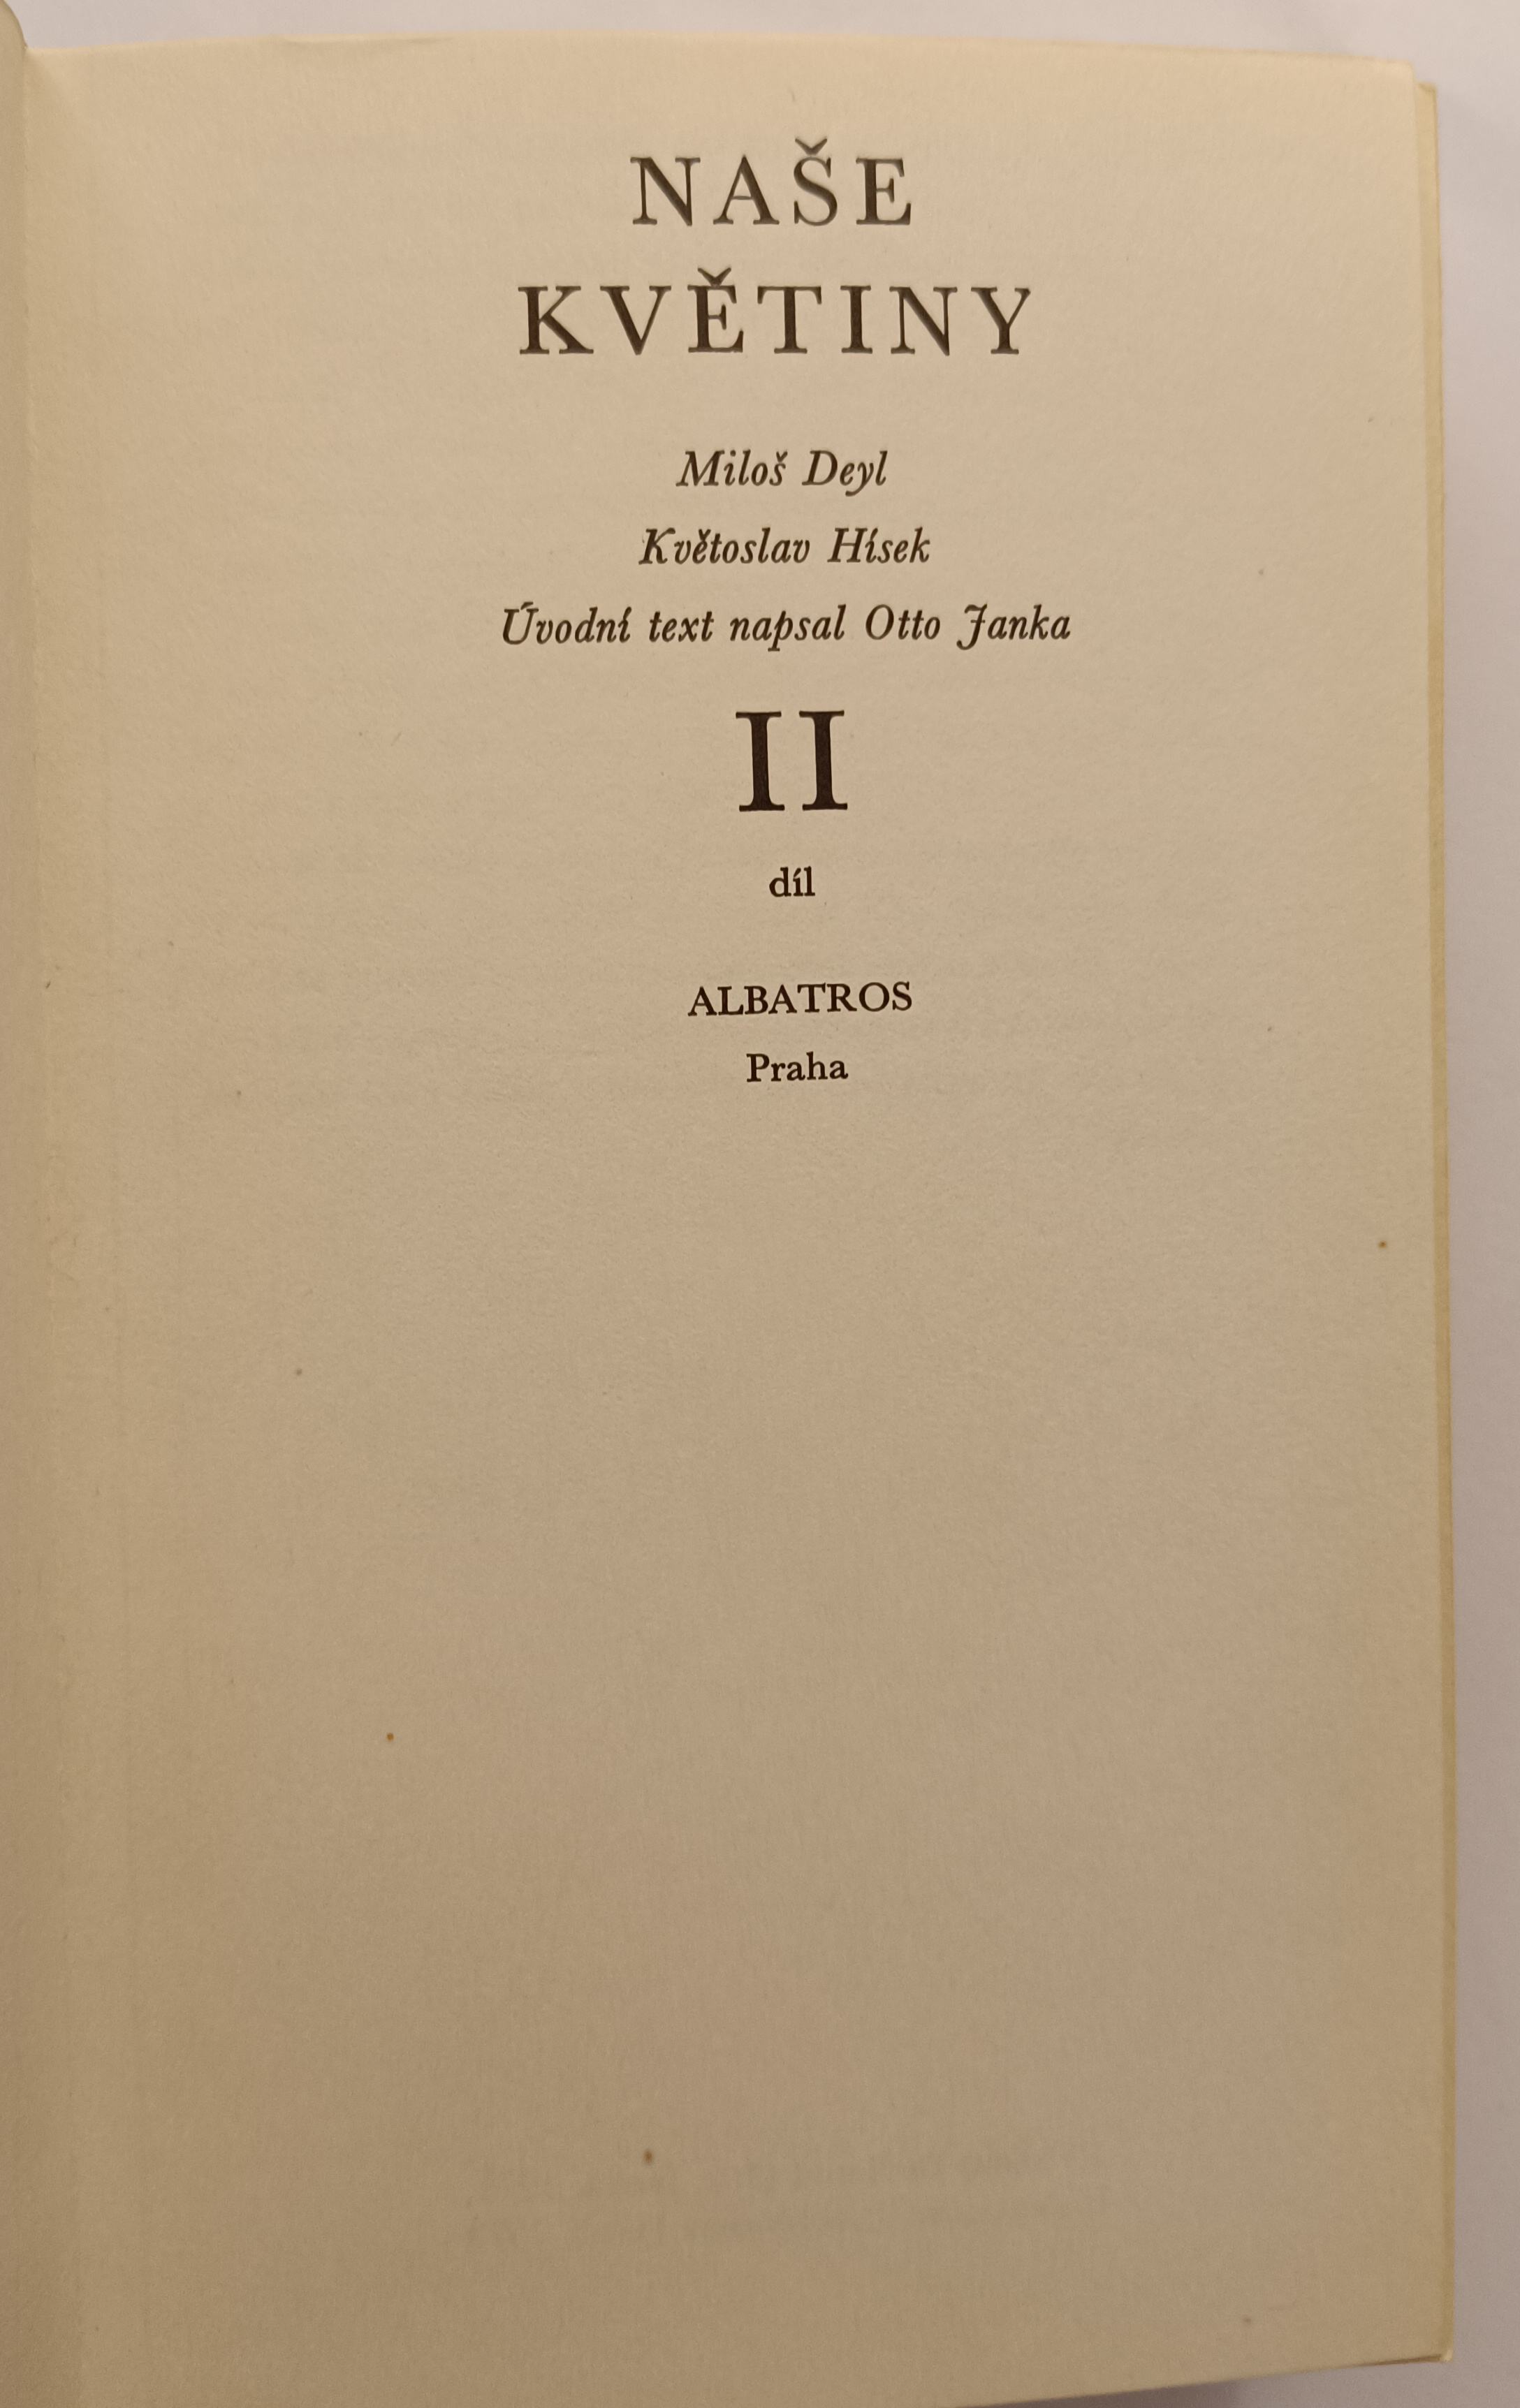 NAŠE
KVĚTINY
Miloš Deyl
Květoslav Hísek
Úvodní text napsal Otto Janka
II
díl
ALBATROS
Praha